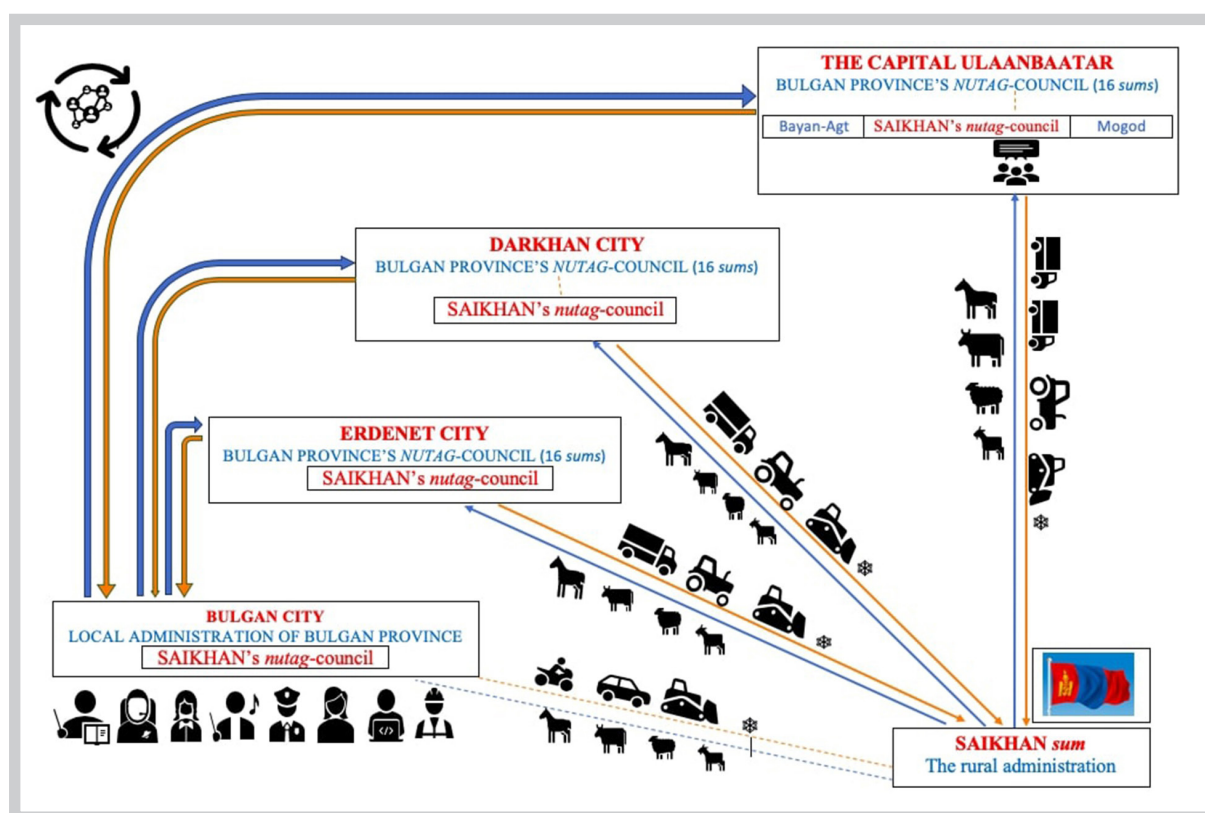 THE CAPITAL ULAANBAATAR
BULGAN PROVINCE'S NUTAG-COUNCIL (16 sums)
Bayan-Agt SAIKHAN's nutag-council Mogod
DARKHAN CITY
BULGAN PROVINCE'S NUTAG-COUNCIL (16 sums)
SAIKHAN's nutag-council
ERDENET CITY
BULGAN PROVINCE'S NUTAG-COUNCIL (16 sums)
SAIKHAN's nutag-council
BULGAN CITY
LOCAL ADMINISTRATION OF BULGAN PROVINCE
SAIKHAN's nutag-council
SAIKHAN sum
The rural administration